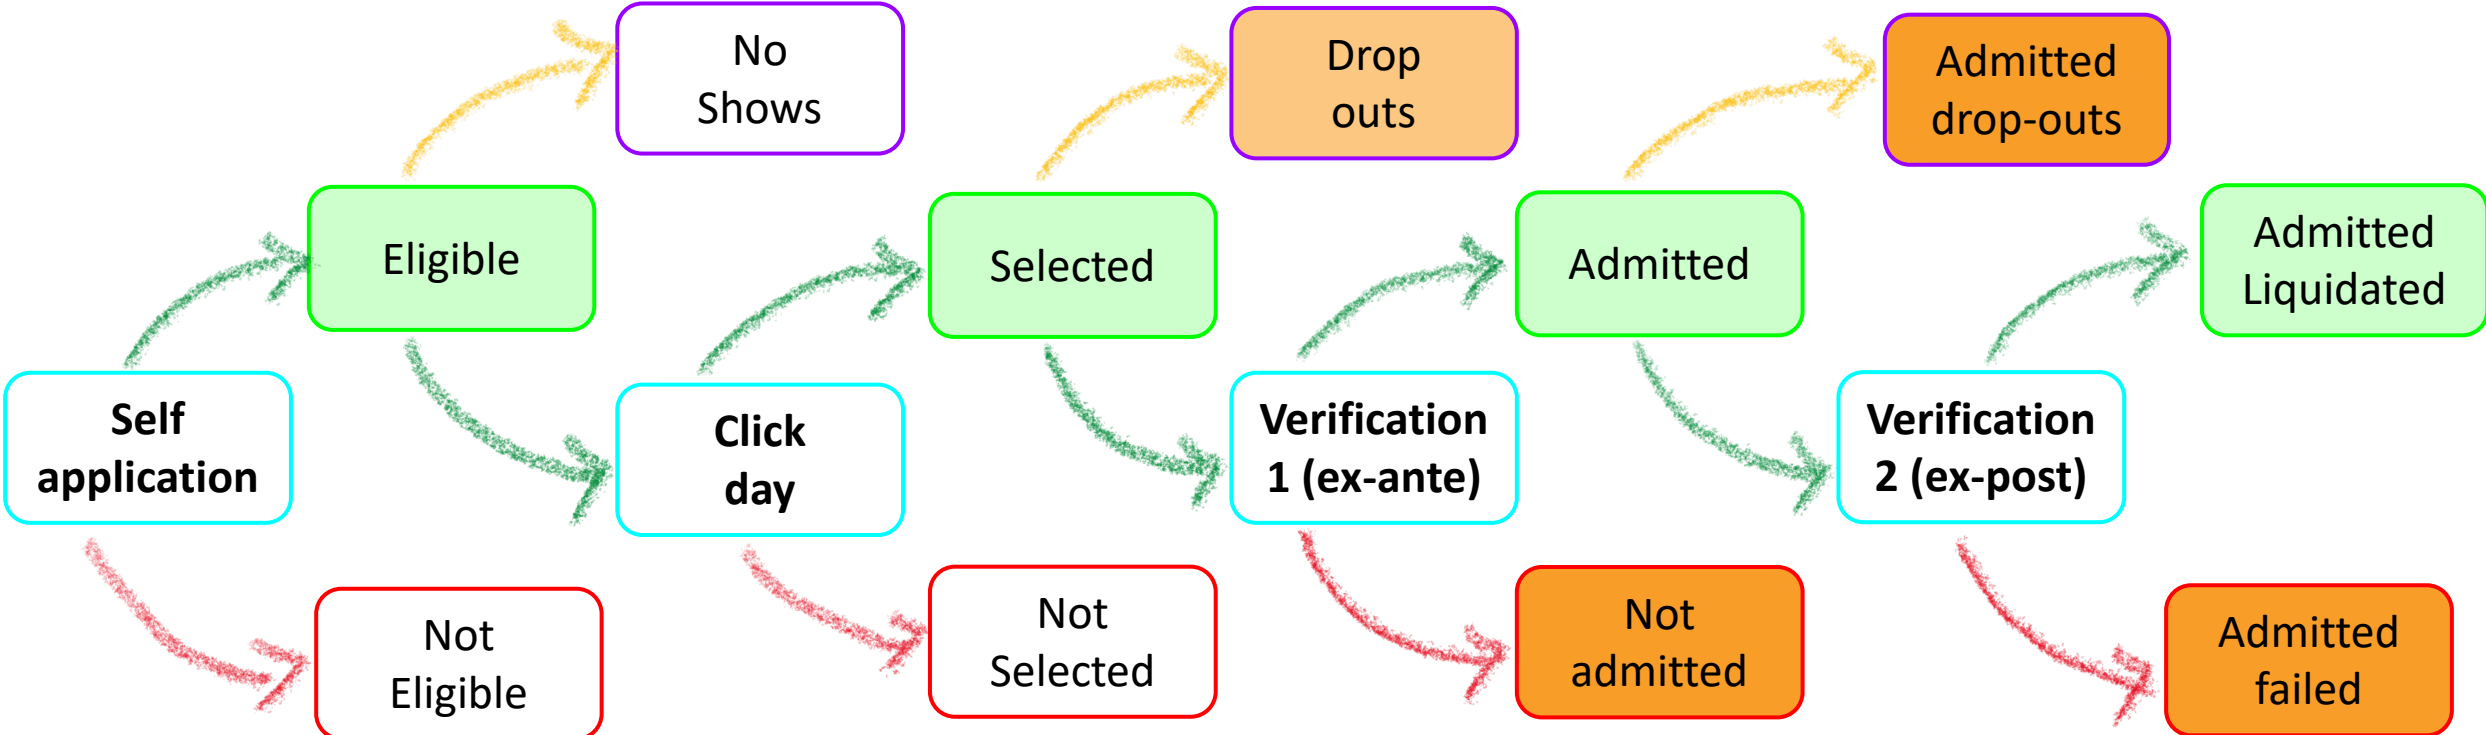 No
Shows
Drop
outs
Admitted
drop-outs
Eligible
Selected
Admitted
Admitted
Liquidated
Self
application
Click
day
Verification
1 (ex-ante)
Verification
2 (ex-post)
Not
Eligible
Not
Selected
Not
admitted
Admitted
failed